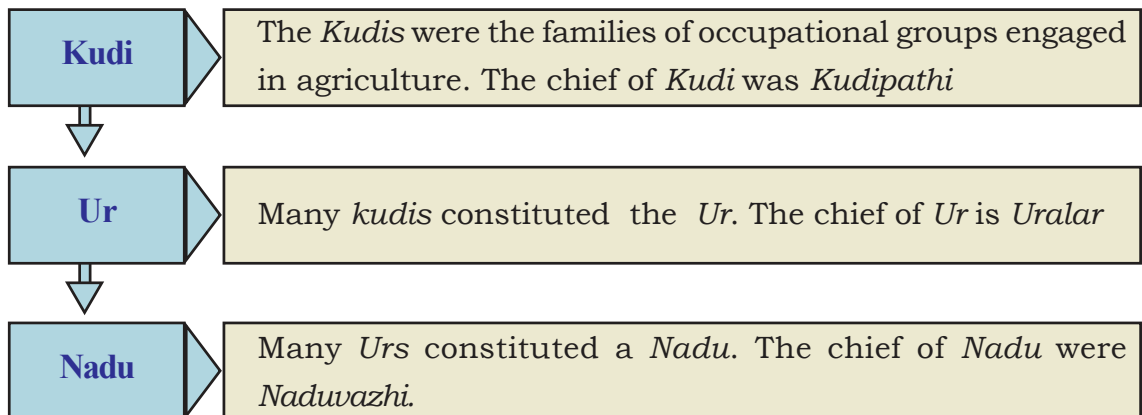 Kudi
The Kudis were the families of occupational groups engaged
in agriculture. The chief of Kudi was Kudipathi
Ur
Many kudis constituted the Ur. The chief of Ur is Uralar
Nadu
Many Urs constituted a Nadu. The chief of Nadu were
Naduvazhi.